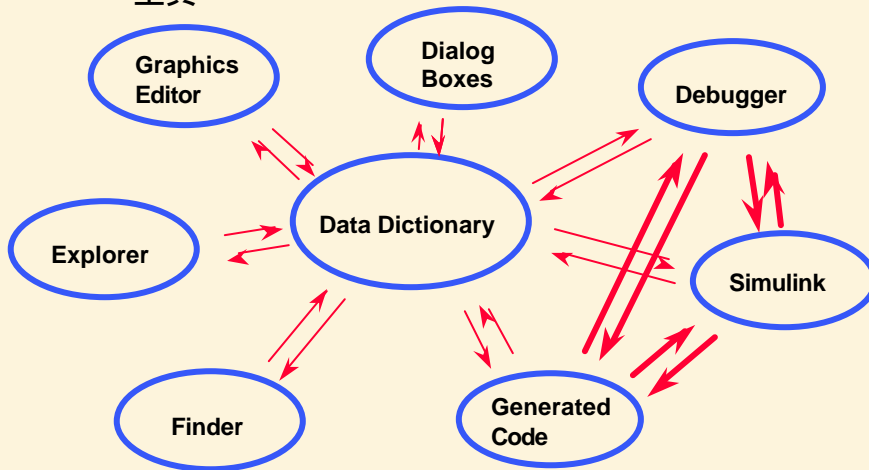 Graphics
Editor
Dialog
Boxes
Debugger
Data Dictionary
Explorer
Simulink
Generated
Code
Finder